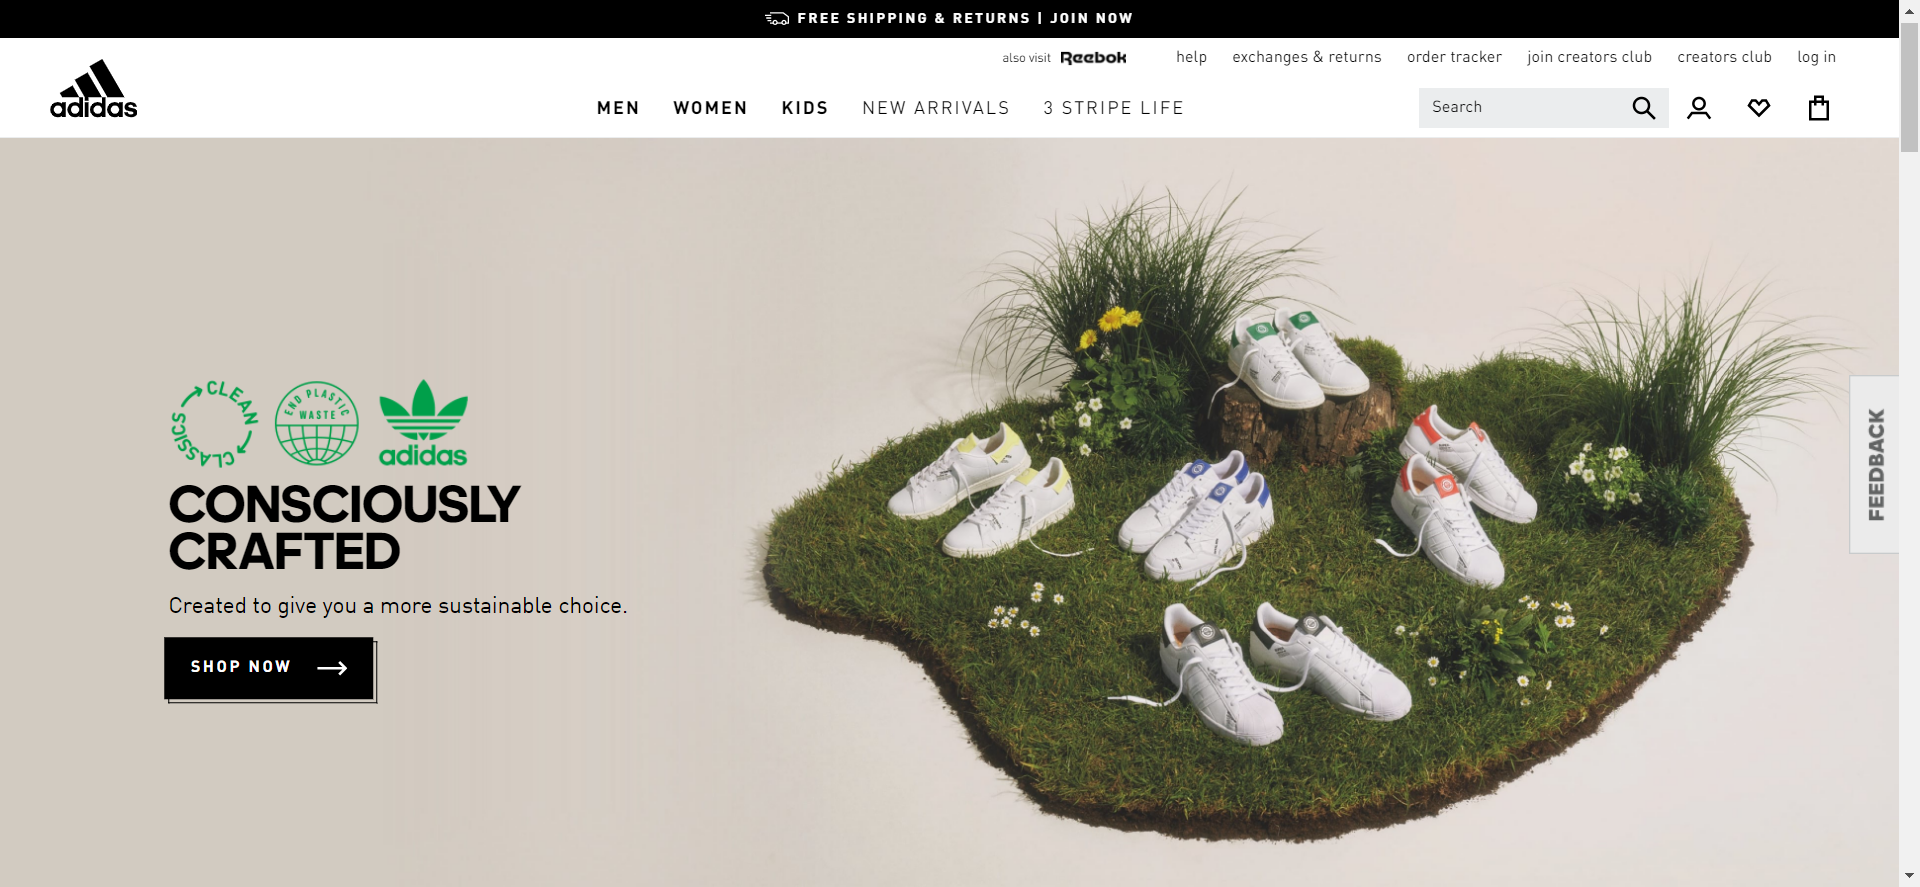 FREE SHIPPING & RETURNS | JOIN NOW
also visit Reebok help exchanges & returns order tracker join creators club creators club log in
adidas
MEN WOMEN KIDS NEW ARRIVALS 3 STRIPE LIFE
Search
CLEAN CLASSICS
END PLASTIC WASTE
adidas
CONSCIOUSLY
CRAFTED
Created to give you a more sustainable choice.
SHOP NOW
FEEDBACK